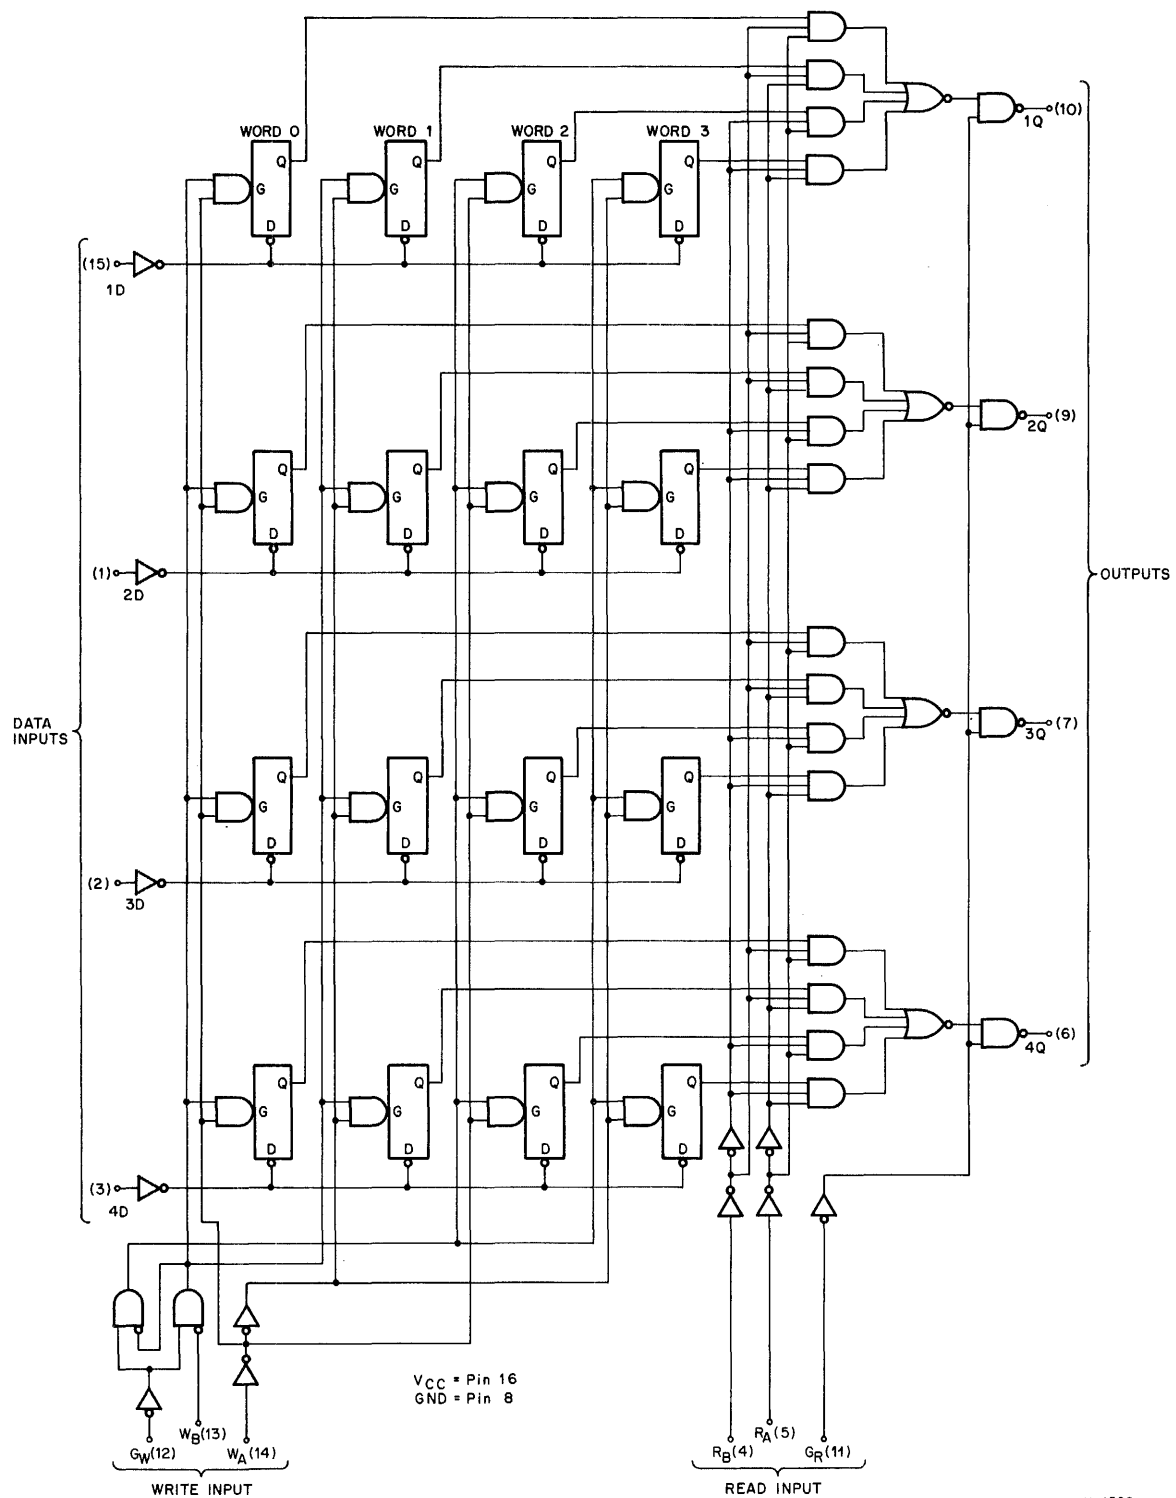 WORD 0 WORD 1 WORD 2 WORD 3
Q Q Q Q
G G G G
D D D D
(15)
1D
1Q
(10)
Q Q Q Q
G G G G
D D D D
(1)
2D
2Q
(9)
DATA
INPUTS
OUTPUTS
Q Q Q Q
G G G G
D D D D
(2)
3D
3Q
(7)
Q Q Q Q
G G G G
D D D D
(3)
4D
4Q
(6)
VCC = Pin 16
GND = Pin 8
GW(12) WB(13) WA(14)
WRITE INPUT
RB(4) RA(5) GR(11)
READ INPUT